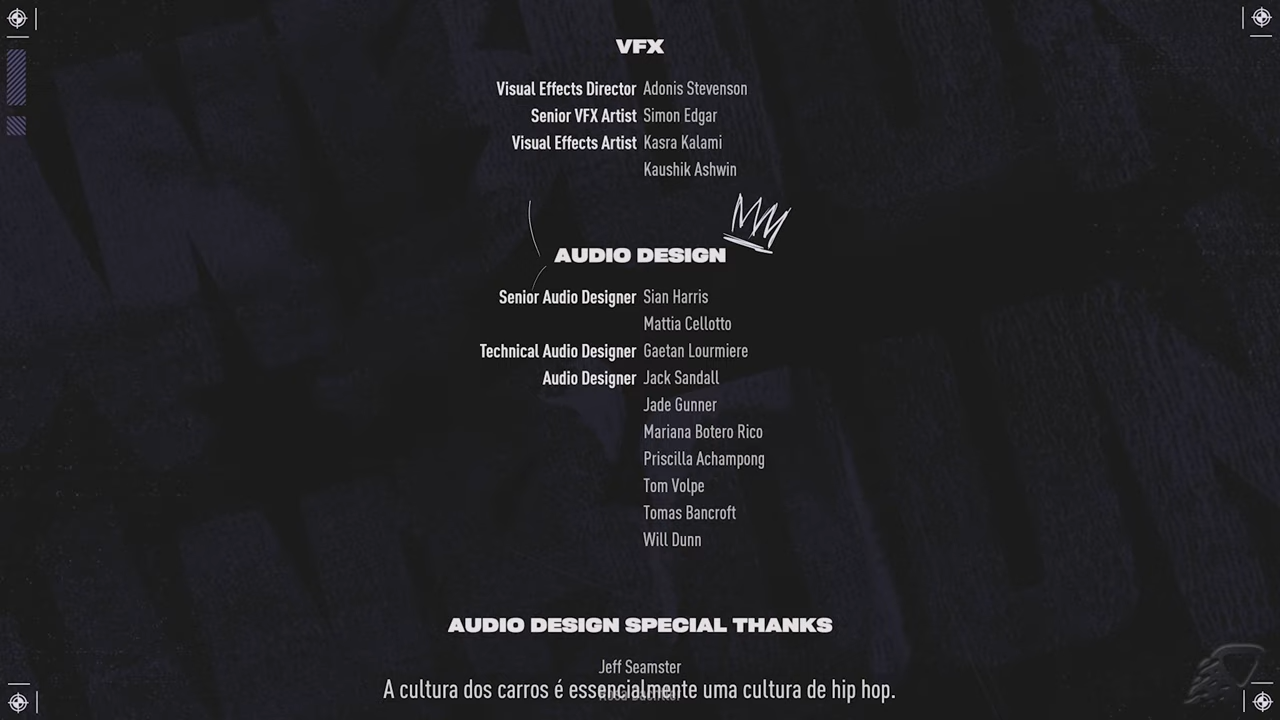 VFX
Visual Effects Director Adonis Stevenson
Senior VFX Artist Simon Edgar
Visual Effects Artist Kasra Kalami
Kaushik Ashwin
AUDIO DESIGN
Senior Audio Designer Sian Harris
Mattia Cellotto
Technical Audio Designer Gaetan Lourmiere
Audio Designer Jack Sandall
Jade Gunner
Mariana Botero Rico
Priscilla Achampong
Tom Volpe
Tomas Bancroft
Will Dunn
AUDIO DESIGN SPECIAL THANKS
Jeff Seamster
A cultura dos carros é essencialmente uma cultura de hip hop.